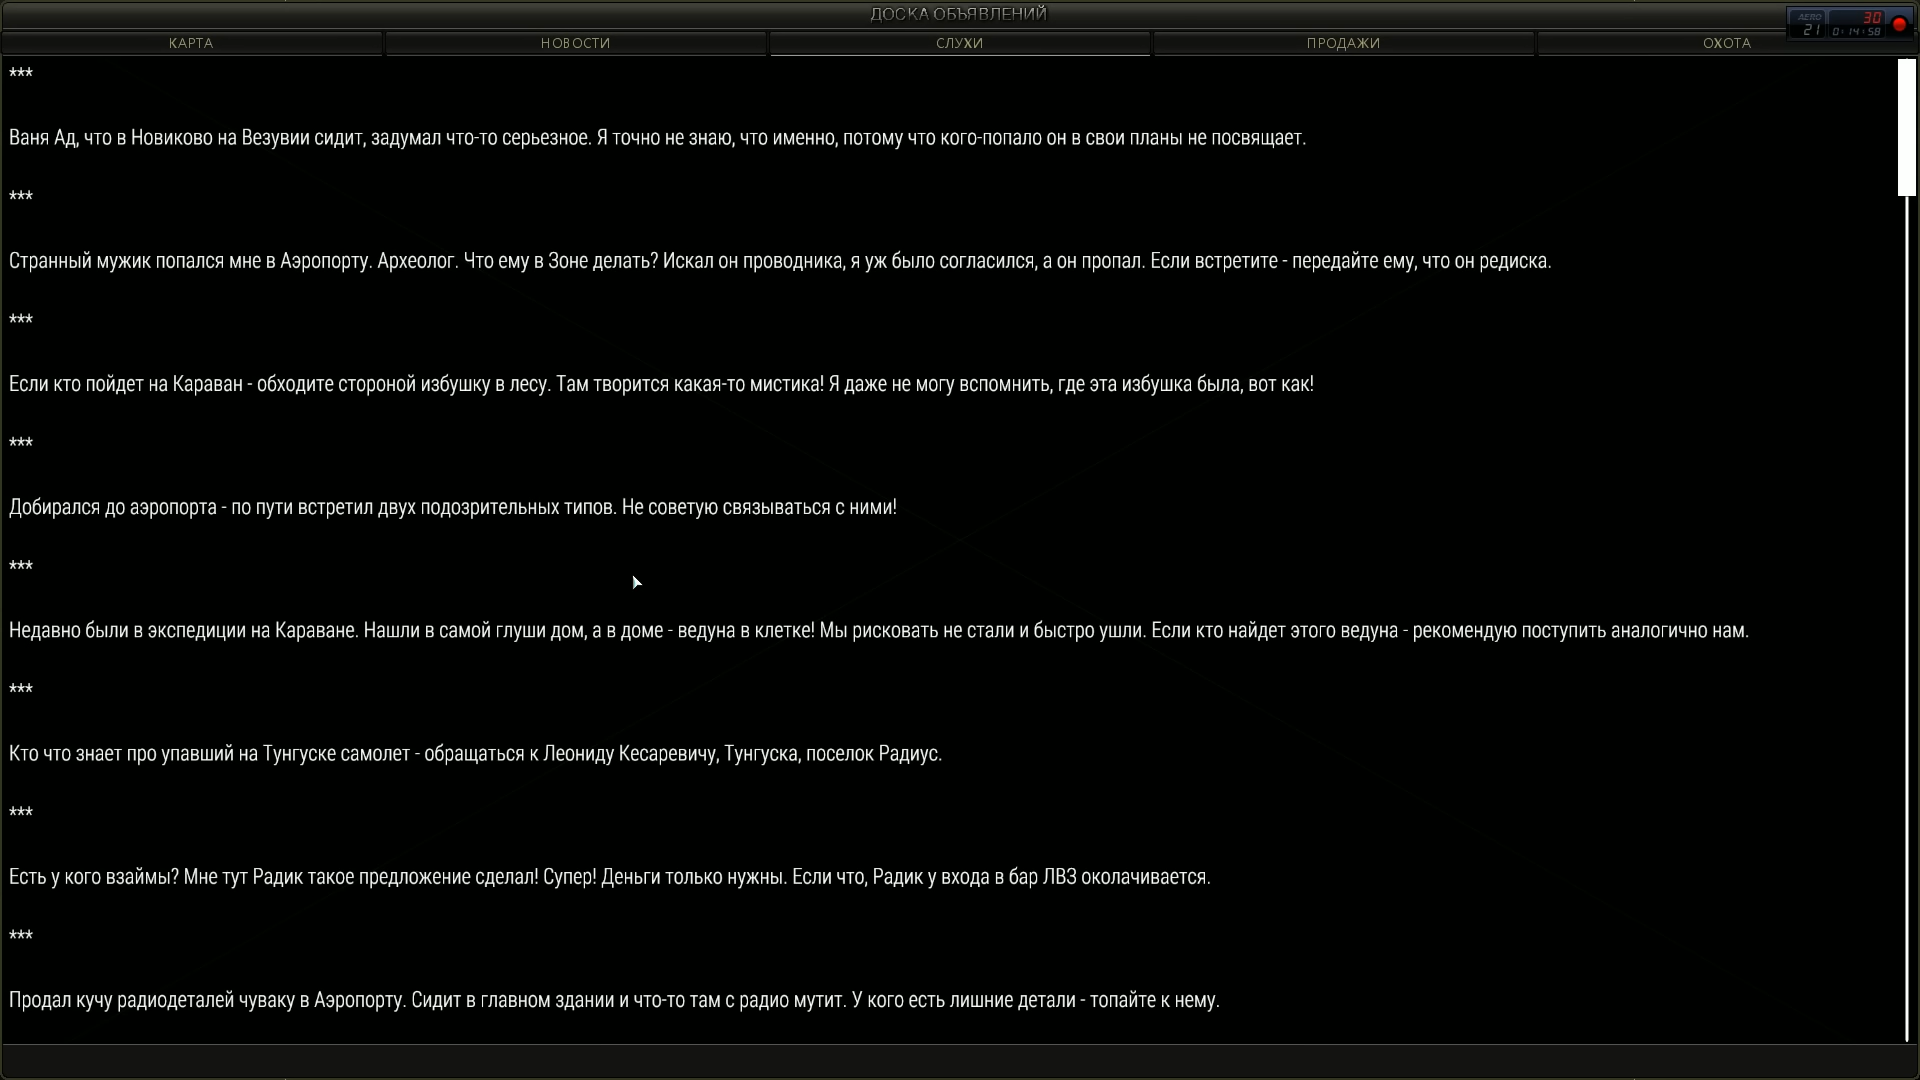 ДОСКА ОБЪЯВЛЕНИЙ
AERO 30
21 0:14:58
КАРТА НОВОСТИ СЛУХИ ПРОДАЖИ ОХОТА
***
Ваня Ад, что в Новиково на Везувии сидит, задумал что-то серьезное. Я точно не знаю, что именно, потому что кого-попало он в свои планы не посвящает.
***
Странный мужик попался мне в Аэропорту. Археолог. Что ему в Зоне делать? Искал он проводника, я уж было согласился, а он пропал. Если встретите - передайте ему, что он редиска.
***
Если кто пойдет на Караван - обходите стороной избушку в лесу. Там творится какая-то мистика! Я даже не могу вспомнить, где эта избушка была, вот как!
***
Добирался до аэропорта - по пути встретил двух подозрительных типов. Не советую связываться с ними!
***
Недавно были в экспедиции на Караване. Нашли в самой глуши дом, а в доме - ведуна в клетке! Мы рисковать не стали и быстро ушли. Если кто найдет этого ведуна - рекомендую поступить аналогично нам.
***
Кто что знает про упавший на Тунгуске самолет - обращаться к Леониду Кесаревичу, Тунгуска, поселок Радиус.
***
Есть у кого взаймы? Мне тут Радик такое предложение сделал! Супер! Деньги только нужны. Если что, Радик у входа в бар ЛВЗ околачивается.
***
Продал кучу радиодеталей чуваку в Аэропорту. Сидит в главном здании и что-то там с радио мутит. У кого есть лишние детали - топайте к нему.